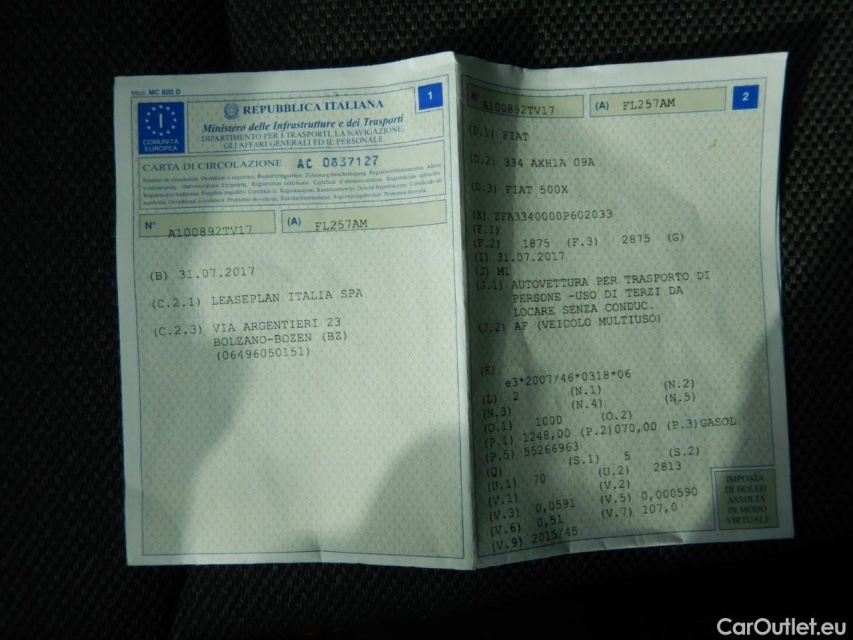 Mod. MC 820 D
COMUNITÀ
EUROPEA
I
REPUBBLICA ITALIANA
1
Ministero delle Infrastrutture e dei Trasporti
DIPARTIMENTO PER I TRASPORTI, LA NAVIGAZIONE,
GLI AFFARI GENERALI ED IL PERSONALE
CARTA DI CIRCOLAZIONE AC 0837127
N° A100892TV17 (A) FL257AM
(B) 31.07.2017
(C.2.1) LEASEPLAN ITALIA SPA
(C.2.3) VIA ARGENTIERI 23
BOLZANO-BOZEN (BZ)
(06496050151)
N° A100892TV17 (A) FL257AM
2
(D.1) FIAT
(D.2) 334 AXH1A 09A
(D.3) FIAT 500X
(E) ZFA3340000P602033
(F.1)
(F.2) 1875 (F.3) 2875 (G)
(I) 31.07.2017
(J) M1
(J.1) AUTOVETTURA PER TRASPORTO DI
PERSONE -USO DI TERZI DA
LOCARE SENZA CONDUC.
(J.2) AF (VEICOLO MULTIUSO)
(K)
e3*2007/46*0318*06
(L) 2 (N.1) (N.2)
(N.3) (N.4) (N.5)
(O.1) 1000 (O.2)
(P.1) 1248,00 (P.2)070,00 (P.3)GASOL
(P.5) 55266963
(Q) (S.1) 5 (S.2)
(U.1) 70 (U.2) 2813
(V.1) (V.2)
(V.3) 0,0591 (V.5) 0,000590
(V.6) 0,51 (V.7) 107,0
(V.9) 2015/45
IMPOSTA
DI BOLLO
ASSOLTA
IN MODO
VIRTUALE
CarOutlet.eu